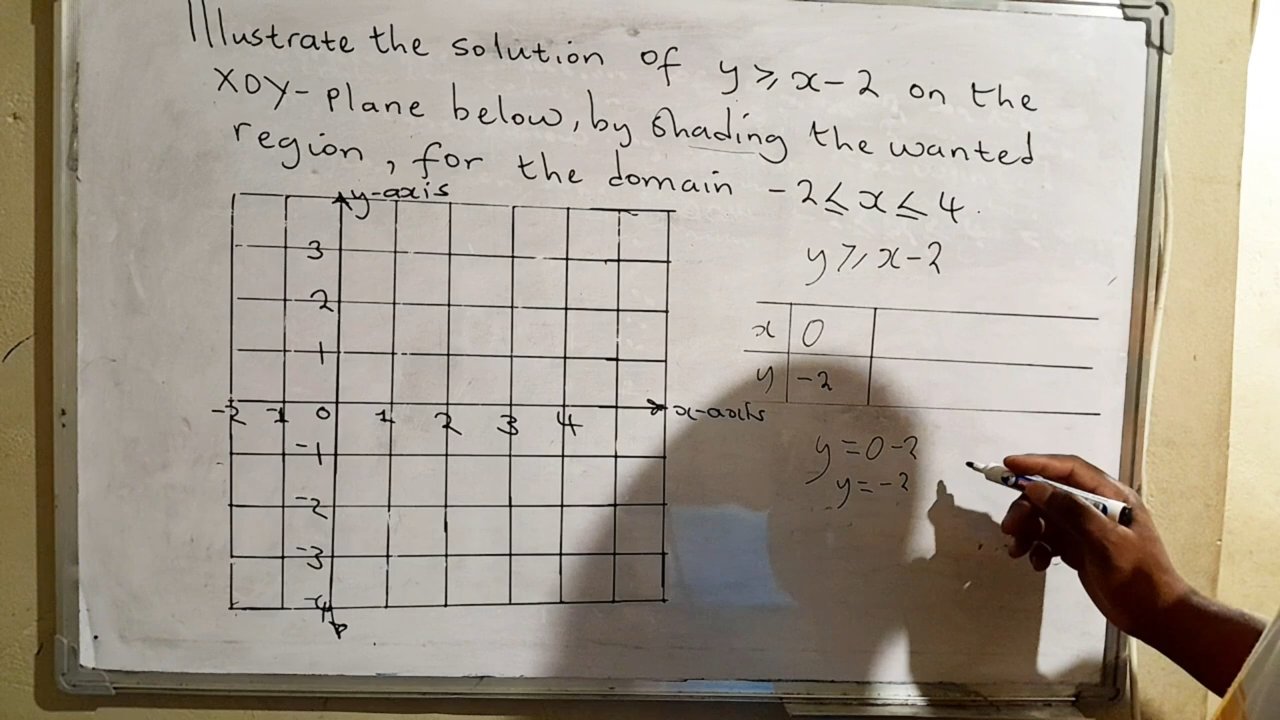 Illustrate the solution of y ⩾ x-2 on the
XOY-plane below, by shading the wanted
region, for the domain -2 ≤ x ≤ 4.
y-axis
3
2
1
-2 -1 0 1 2 3 4 x-axis
-1
-2
-3
-4
y ⩾ x-2
x 0
y -2
y = 0-2
y = -2